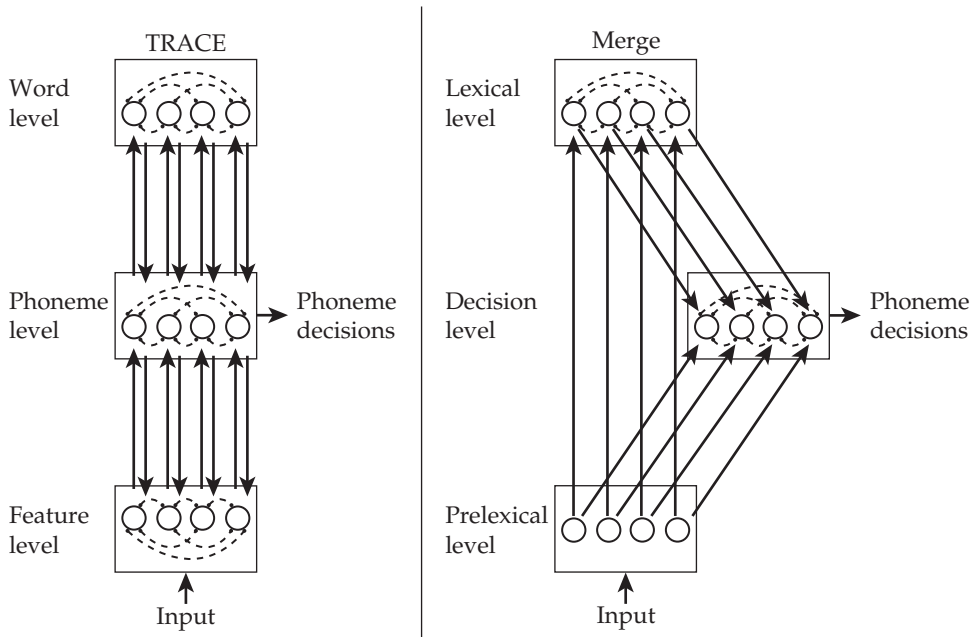 TRACE
Word
level
Phoneme
level
Phoneme
decisions
Feature
level
Input
Merge
Lexical
level
Decision
level
Phoneme
decisions
Prelexical
level
Input